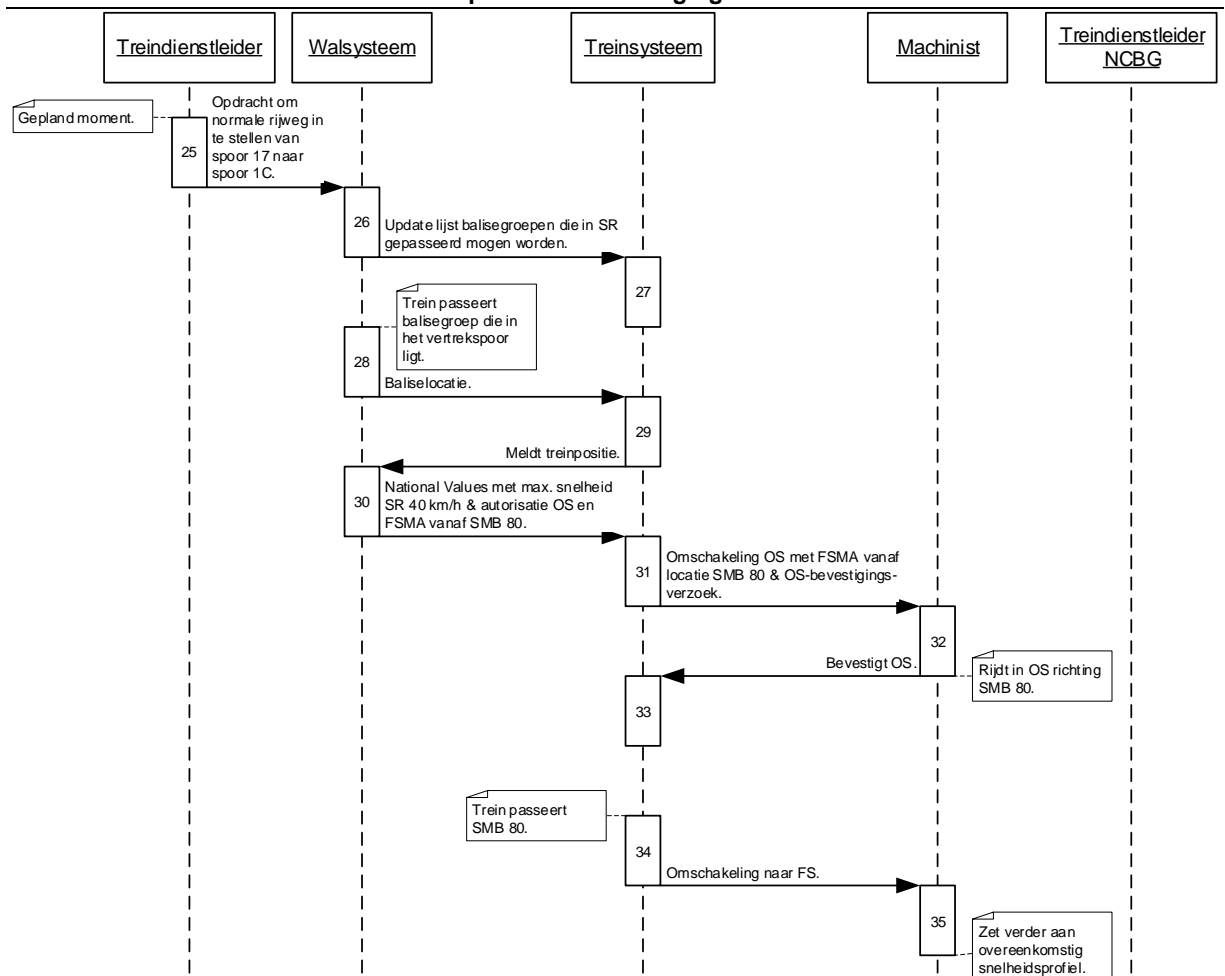 Treindienstleider
Walsysteem
Treinsysteem
Machinist
Treindienstleider
NCBG
Gepland moment.
25
Opdracht om
normale rijweg in
te stellen van
spoor 17 naar
spoor 1C.
26
Update lijst balisegroepen die in SR
gepasseerd mogen worden.
27
Trein passeert
balisegroep die in
het vertrekspoor
ligt.
28
Baliselocatie.
29
Meldt treinpositie.
30
National Values met max. snelheid
SR 40 km/h & autorisatie OS en
FSMA vanaf SMB 80.
31
Omschakeling OS met FSMA vanaf
locatie SMB 80 & OS-bevestigings-
verzoek.
32
Bevestigt OS.
Rijdt in OS richting
SMB 80.
33
Trein passeert
SMB 80.
34
Omschakeling naar FS.
35
Zet verder aan
overeenkomstig
snelheidsprofiel.